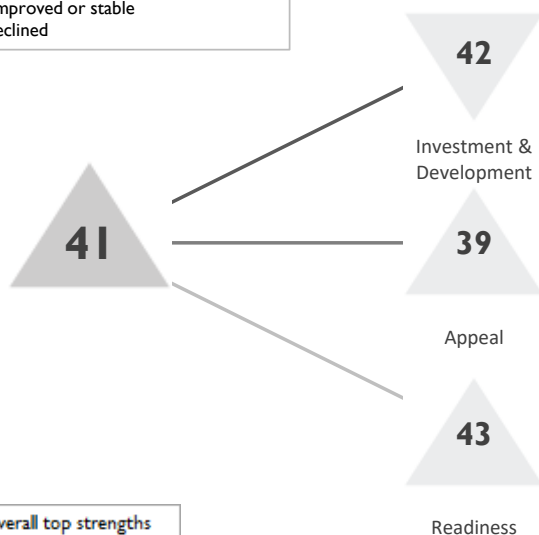 mproved or stable
eclined
42
Investment &
Development
41
39
Appeal
43
Readiness
verall top strengths